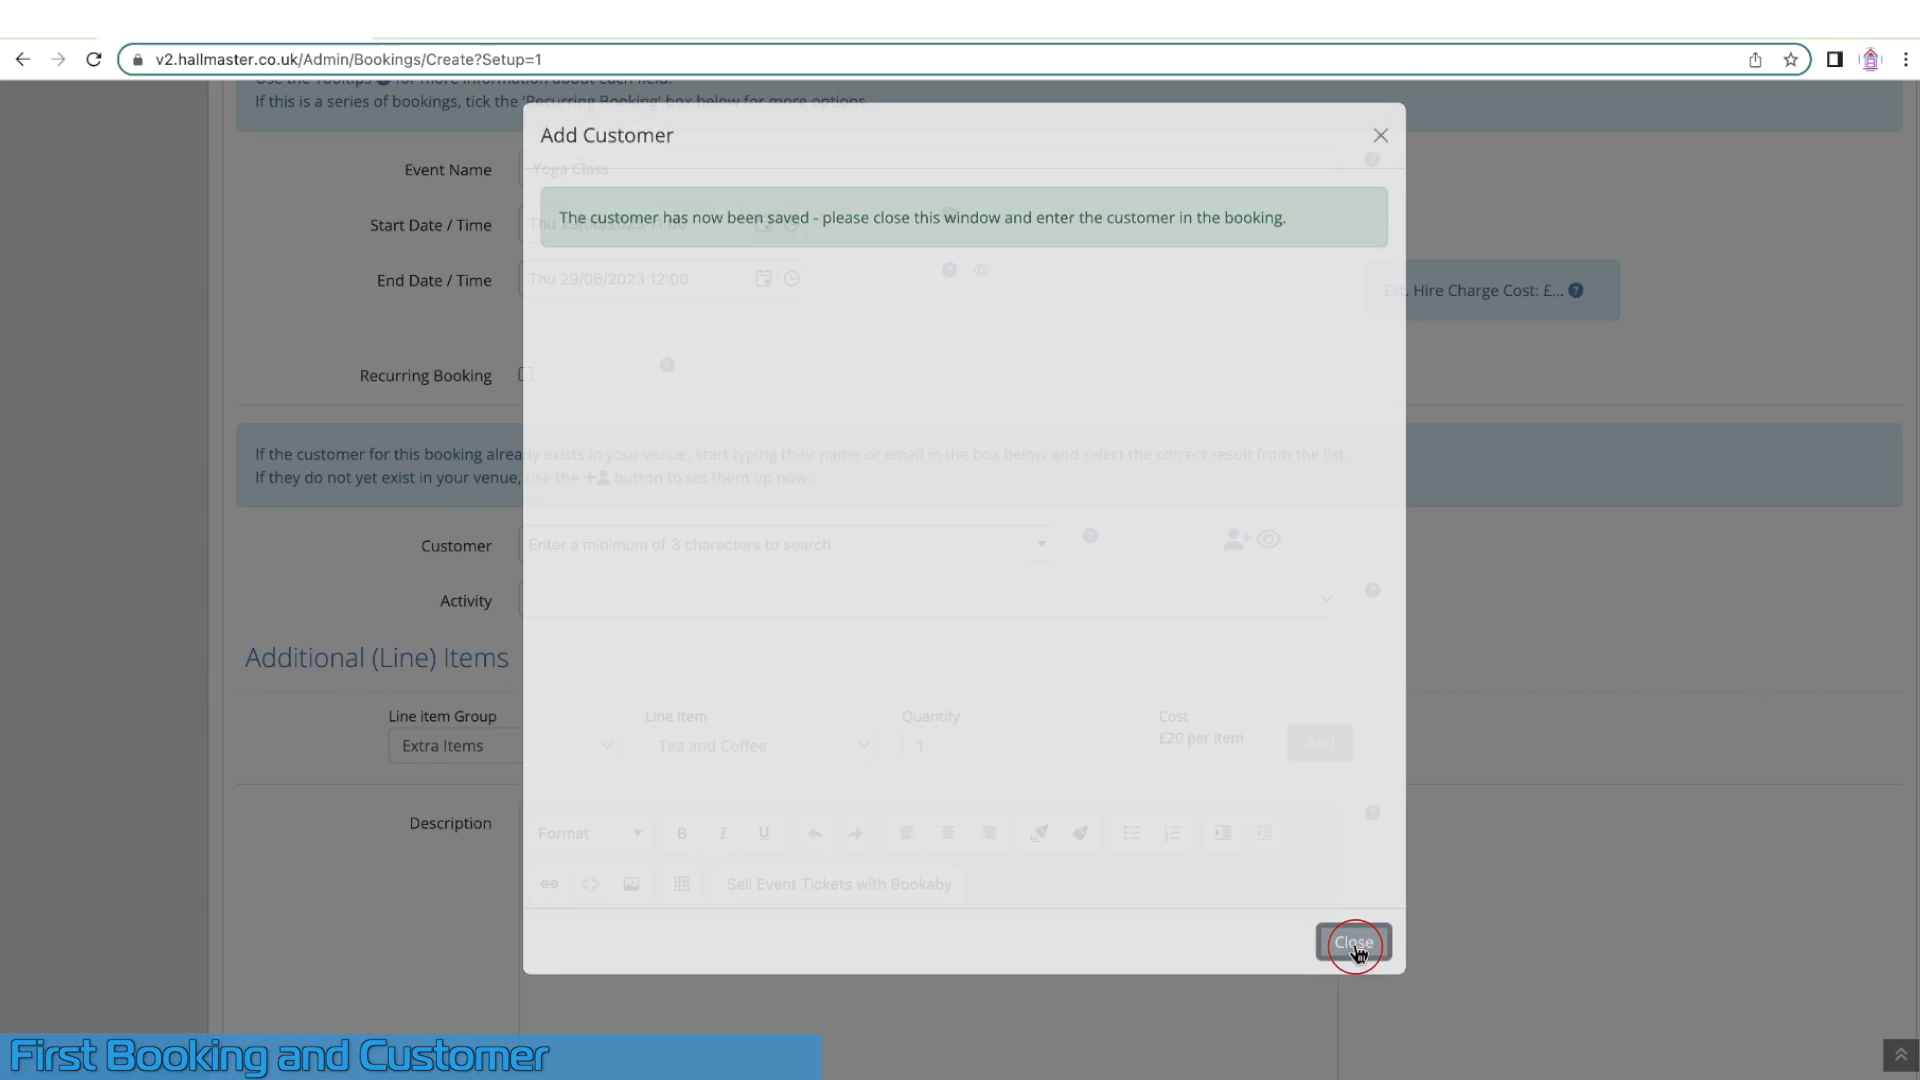 v2.hallmaster.co.uk/Admin/Bookings/Create?Setup=1
Use the Tooltips ? for more information about each field.
If this is a series of bookings, tick the 'Recurring Booking' box below for more options.
Add Customer
Event Name
Yoga Class
The customer has now been saved - please close this window and enter the customer in the booking.
Start Date / Time
Thu 29/06/2023 11:00
End Date / Time
Thu 29/06/2023 12:00
Est. Hire Charge Cost: £...
Recurring Booking
If the customer for this booking already exists in your venue, start typing their name or email in the box below and select the correct result from the list.
If they do not yet exist in your venue, use the + button to set them up now.
Customer
Enter a minimum of 3 characters to search
Activity
Additional (Line) Items
Line item Group
Line Item
Quantity
Cost
Extra Items
Tea and Coffee
1
£20 per item
Add
Description
Format
B I U
Sell Event Tickets with Bookaby
Close
First Booking and Customer